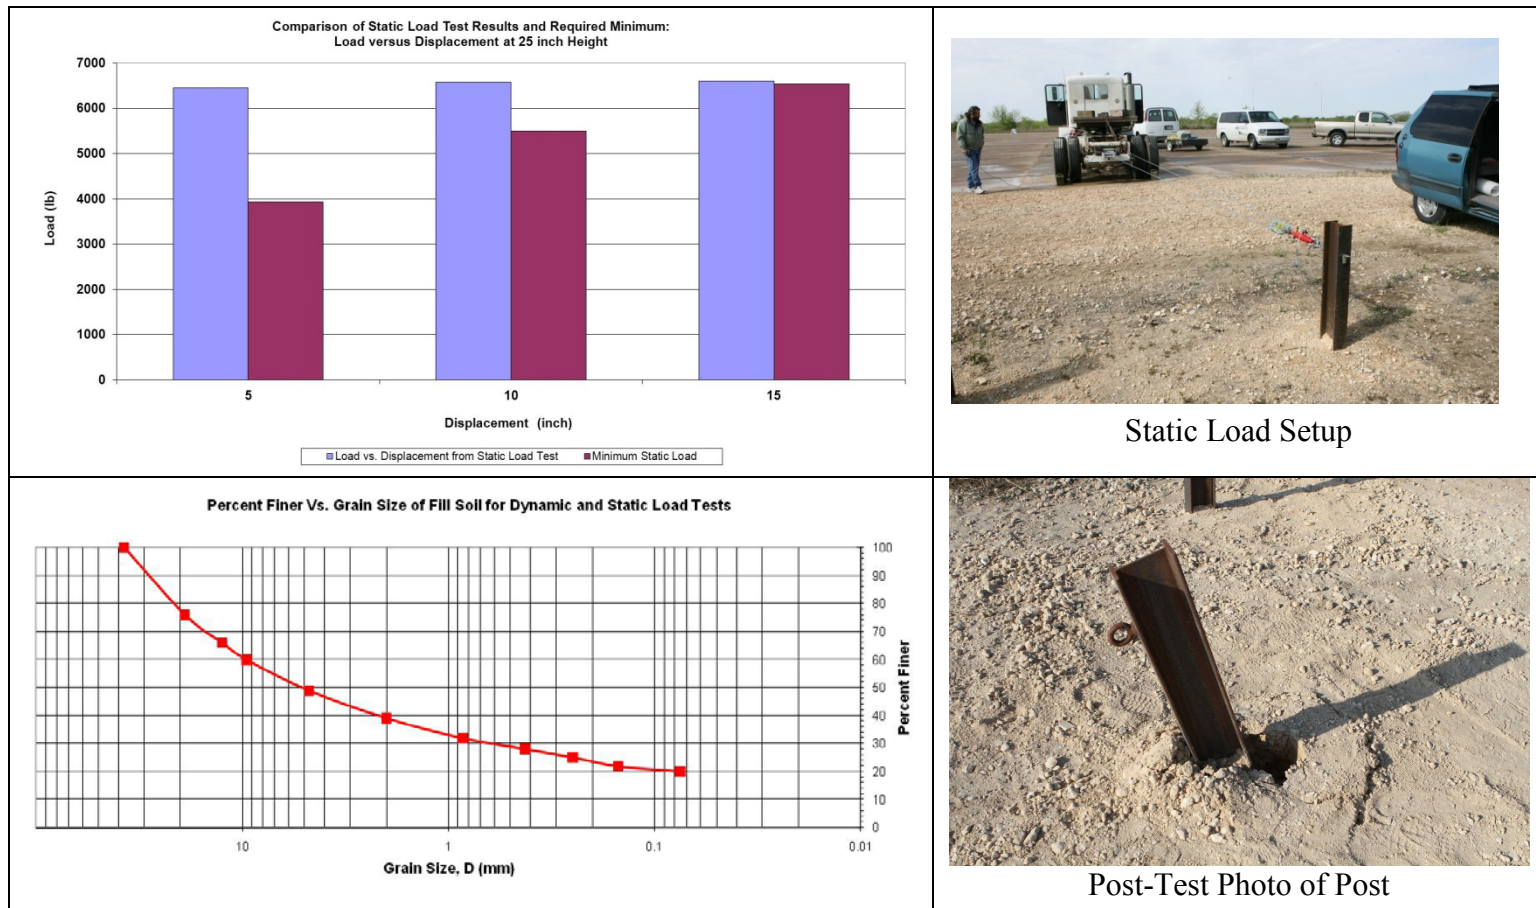 Comparison of Static Load Test Results and Required Minimum:
Load versus Displacement at 25 inch Height
7000
6000
5000
4000
3000
2000
1000
0
Load (lb)
5 10 15
Displacement (inch)
Load vs. Displacement from Static Load Test Minimum Static Load
Static Load Setup
Percent Finer Vs. Grain Size of Fill Soil for Dynamic and Static Load Tests
100
90
80
70
60
50
40
30
20
10
0
Percent Finer
10 1 0.1 0.01
Grain Size, D (mm)
Post-Test Photo of Post